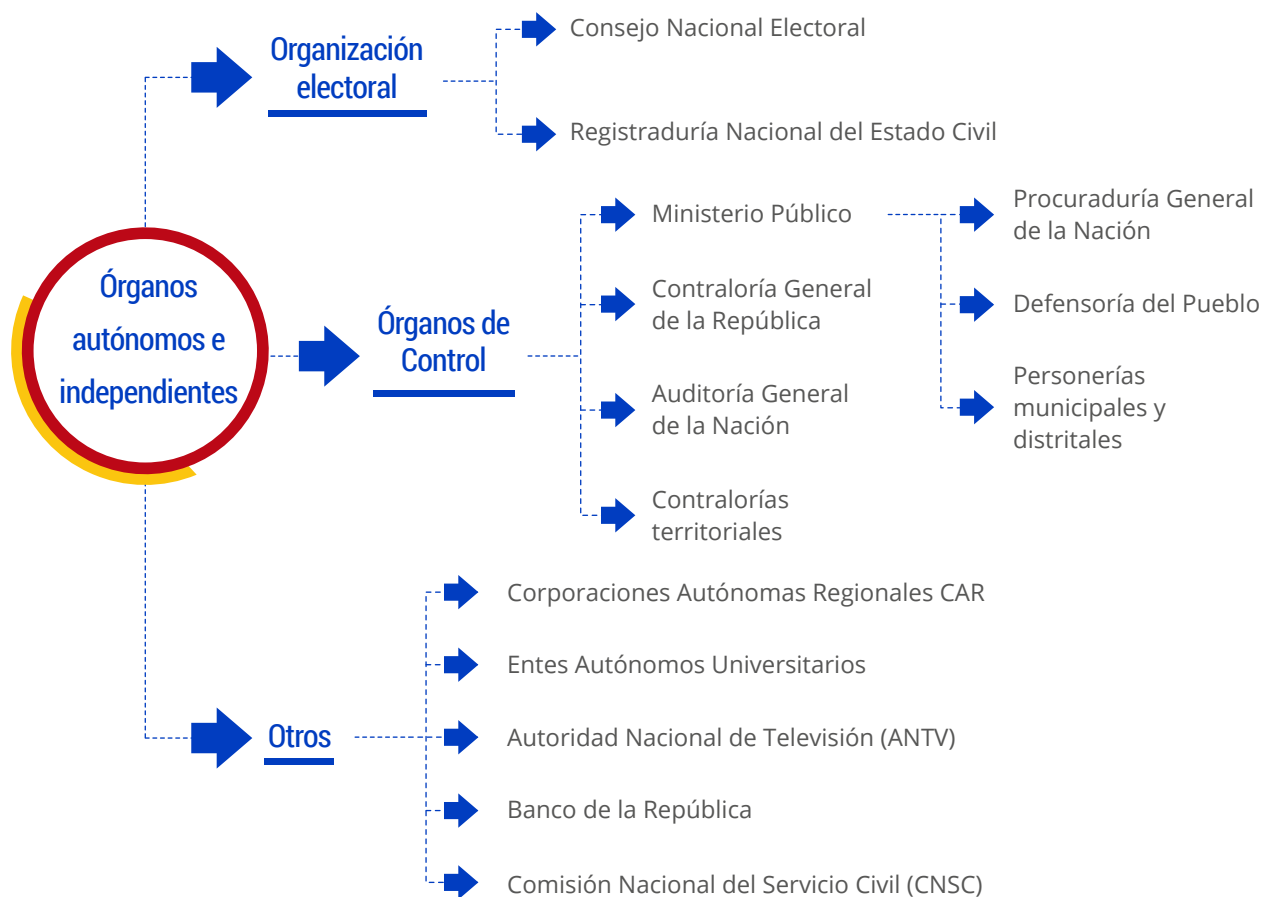 Organización
electoral
Consejo Nacional Electoral
Registraduría Nacional del Estado Civil
Órganos
autónomos e
independientes
Órganos de
Control
Ministerio Público
Contraloría General
de la República
Auditoría General
de la Nación
Contralorías
territoriales
Procuraduría General
de la Nación
Defensoría del Pueblo
Personerías
municipales y
distritales
Otros
Corporaciones Autónomas Regionales CAR
Entes Autónomos Universitarios
Autoridad Nacional de Televisión (ANTV)
Banco de la República
Comisión Nacional del Servicio Civil (CNSC)